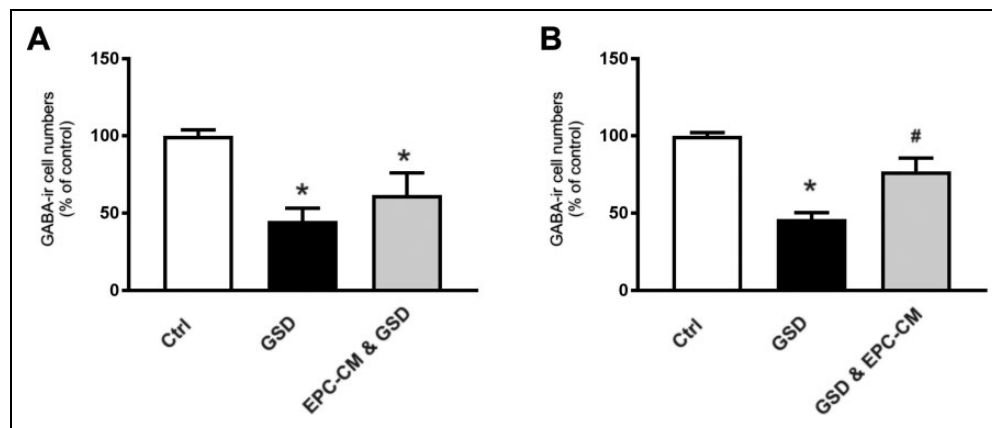 A
GABA-ir cell numbers
(% of control)
150
100
50
0
*
*
Ctrl
GSD
EPC-CM & GSD
B
GABA-ir cell numbers
(% of control)
150
100
50
0
*
#
Ctrl
GSD
GSD & EPC-CM